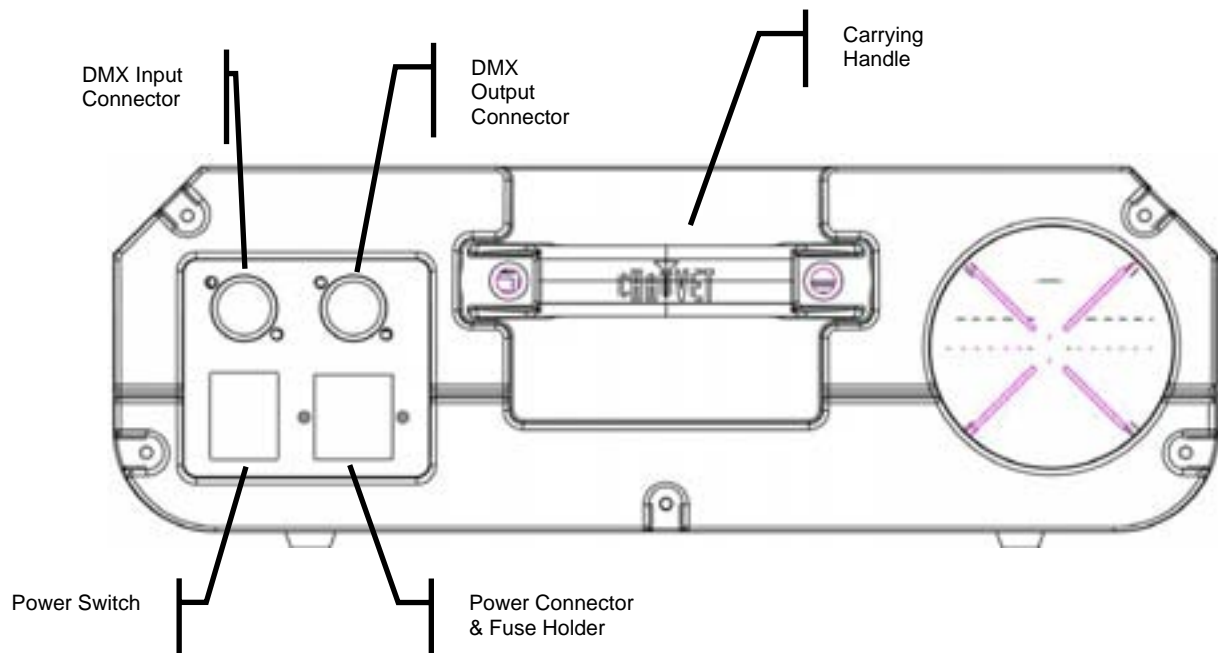 DMX Input
Connector
DMX
Output
Connector
Carrying
Handle
CHAUVET
Power Switch
Power Connector
& Fuse Holder